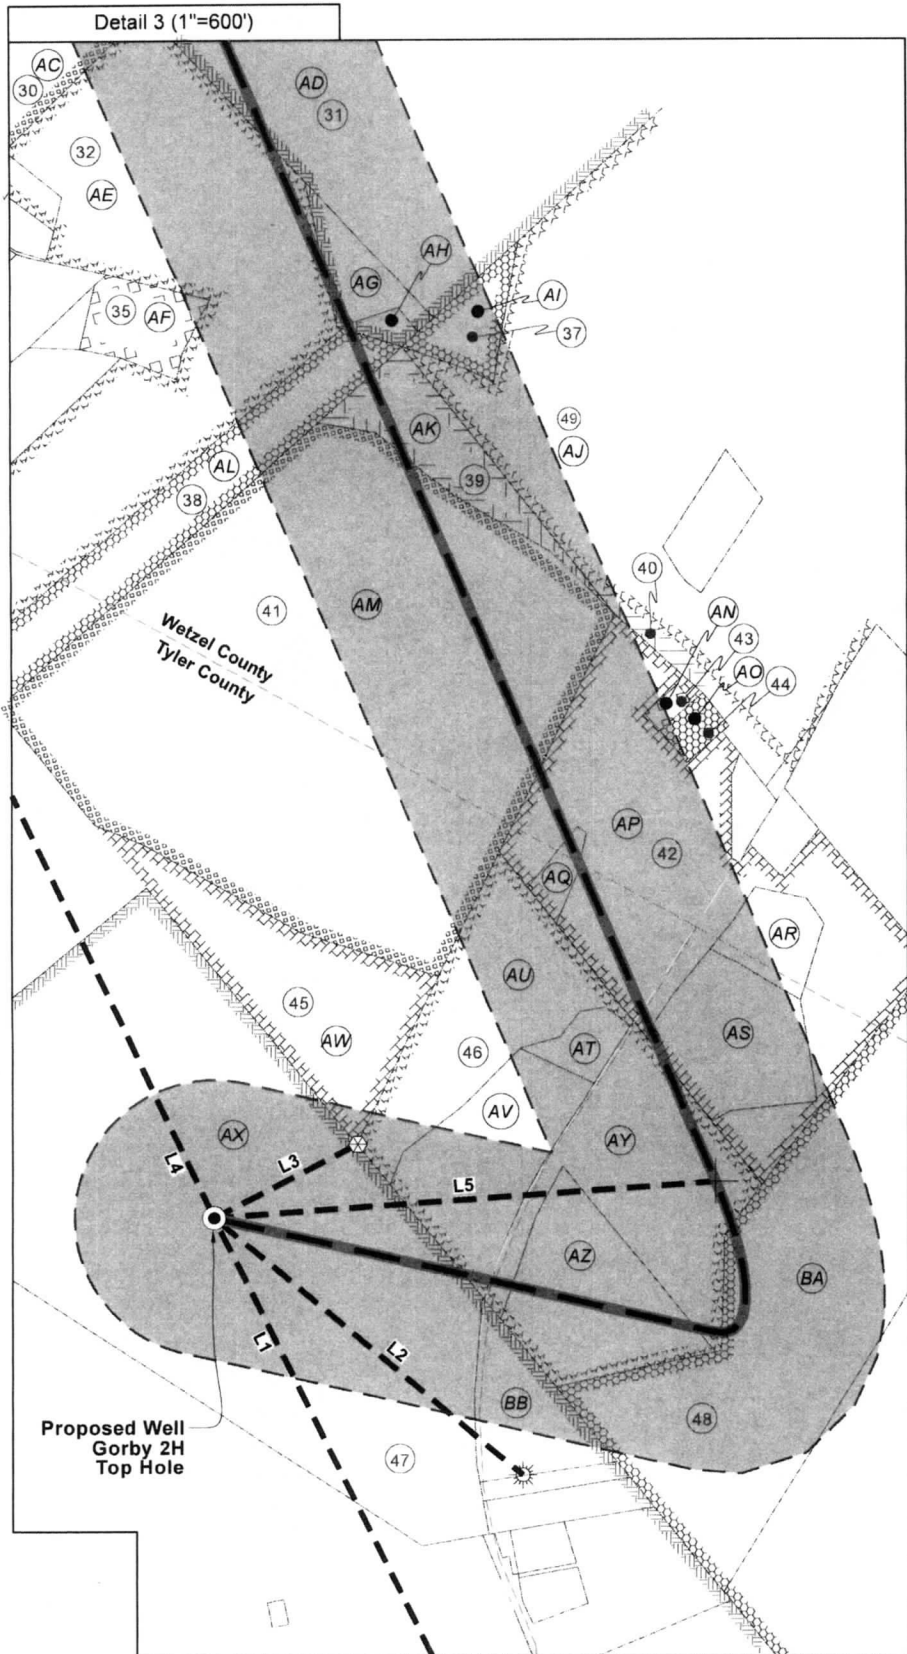 Detail 3 (1"=600')
AC
30
AD
31
32
AE
AH
AG
AI
35
AF
37
49
AK
AJ
AL
39
38
40
41
AM
AN
Wetzel County
Tyler County
43
AO
44
AP
42
AQ
AR
AU
45
AS
AW
AT
46
AV
AX
AY
L3
L4
L5
AZ
BA
L1
L2
BB
48
Proposed Well
Gorby 2H
Top Hole
47